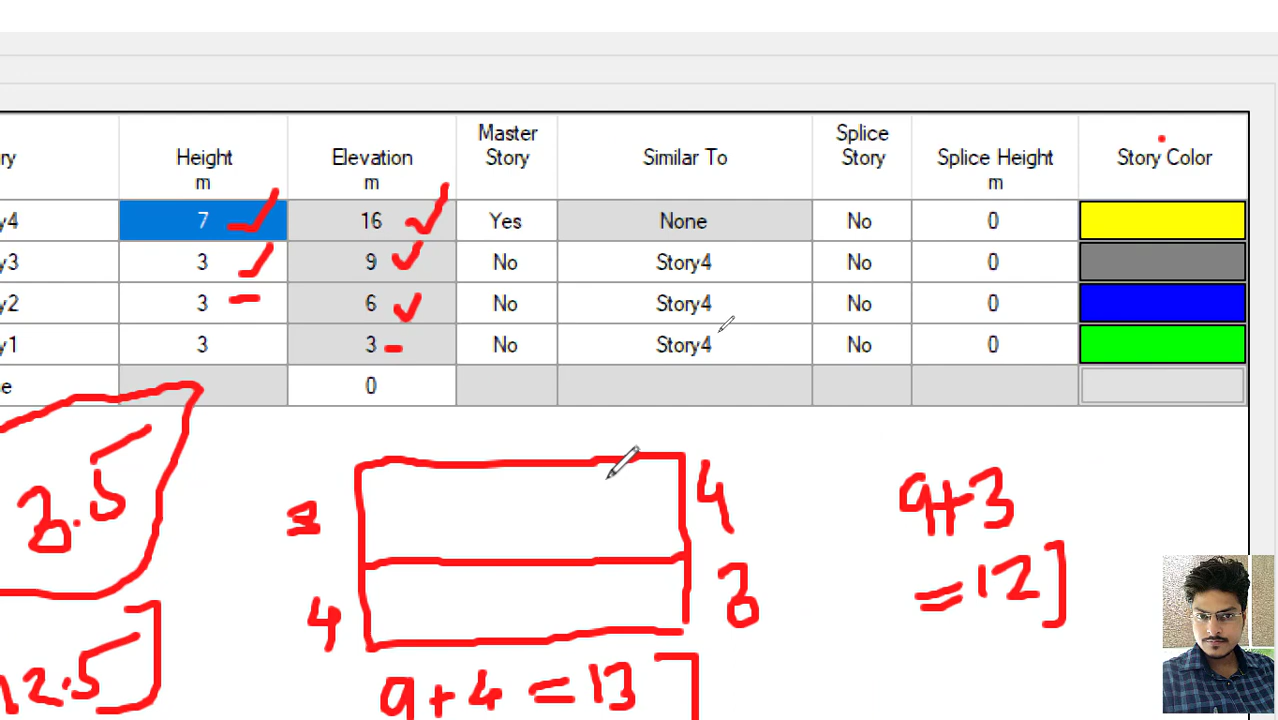 ry Height m Elevation m Master Story Similar To Splice Story Splice Height m Story Color
y4 7 16 Yes None No 0
y3 3 9 No Story4 No 0
y2 3 6 No Story4 No 0
y1 3 3 No Story4 No 0
e 0
3.5
4
9+3
=12]
4
3
12.5
9+4=13